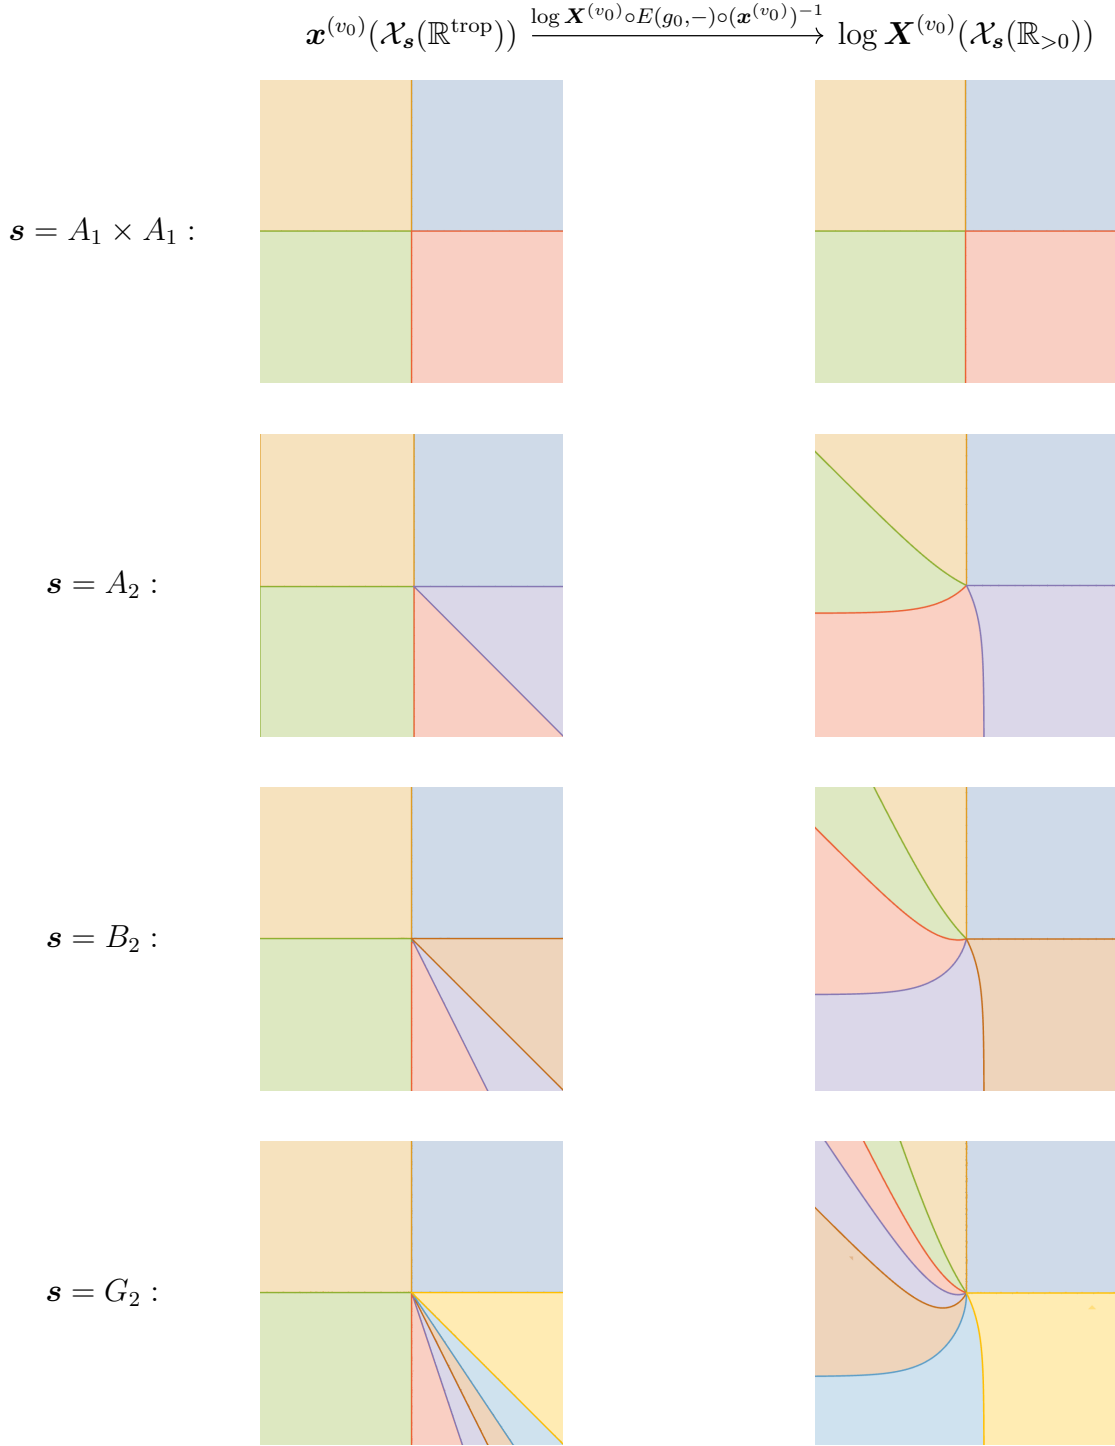 𝒙^{(v_0)}(𝒳_𝒔(ℝ^{trop})) \xrightarrow{log 𝑿^{(v_0)}∘E(g_0,−)∘(𝒙^{(v_0)})^{−1}} log 𝑿^{(v_0)}(𝒳_𝒔(ℝ_{>0}))
𝒔 = A_1 × A_1 :
𝒔 = A_2 :
𝒔 = B_2 :
𝒔 = G_2 :